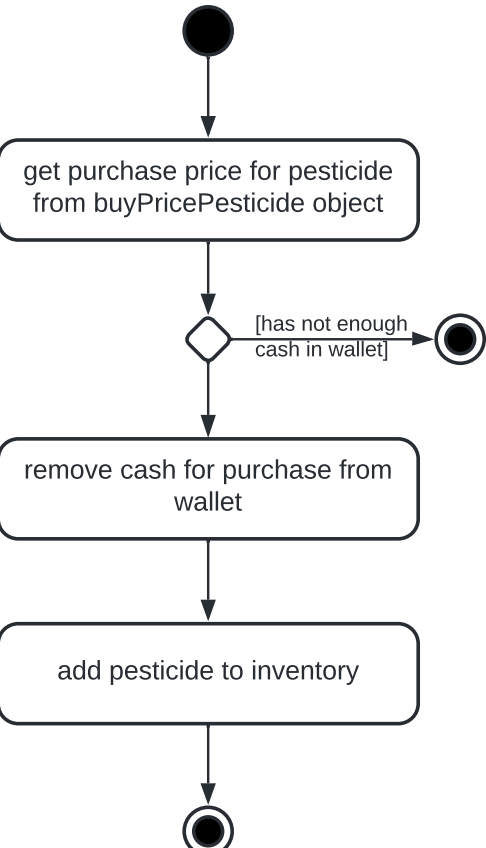 get purchase price for pesticide
from buyPricePesticide object
[has not enough
cash in wallet]
remove cash for purchase from
wallet
add pesticide to inventory